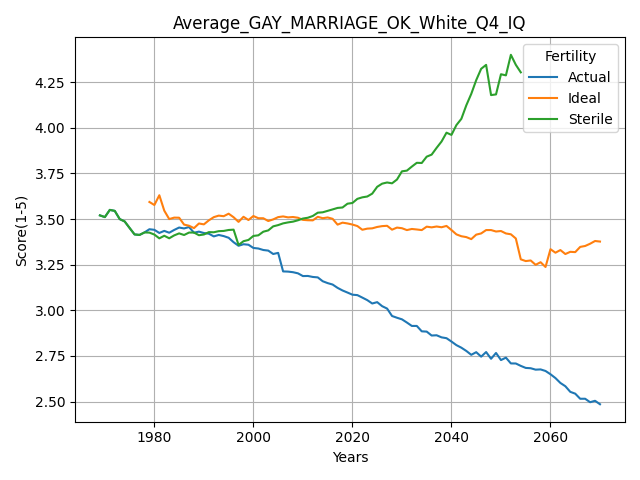 Average_GAY_MARRIAGE_OK_White_Q4_IQ
Fertility
Actual
Ideal
Sterile
Score(1-5)
4.25
4.00
3.75
3.50
3.25
3.00
2.75
2.50
1980
2000
2020
2040
2060
Years